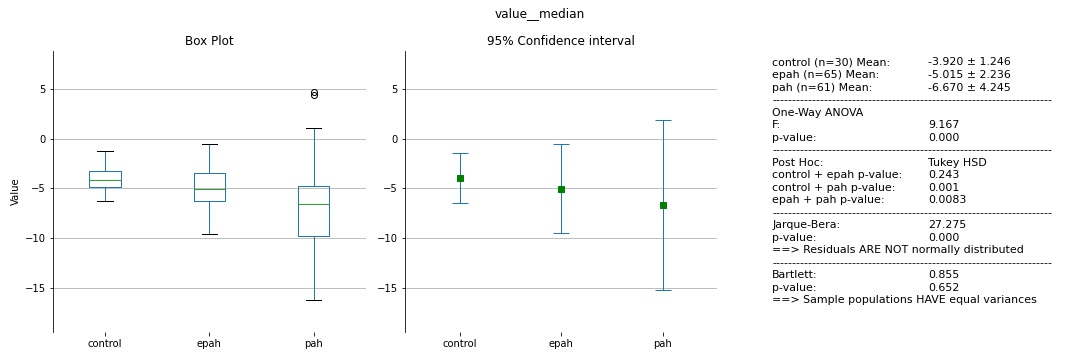 value__median
Box Plot
Value
5
0
−5
−10
−15
control
epah
pah
95% Confidence interval
5
0
−5
−10
−15
control
epah
pah
control (n=30) Mean: -3.920 ± 1.246
epah (n=65) Mean: -5.015 ± 2.236
pah (n=61) Mean: -6.670 ± 4.245
One-Way ANOVA
F: 9.167
p-value: 0.000
Post Hoc: Tukey HSD
control + epah p-value: 0.243
control + pah p-value: 0.001
epah + pah p-value: 0.0083
Jarque-Bera: 27.275
p-value: 0.000
==> Residuals ARE NOT normally distributed
Bartlett: 0.855
p-value: 0.652
==> Sample populations HAVE equal variances